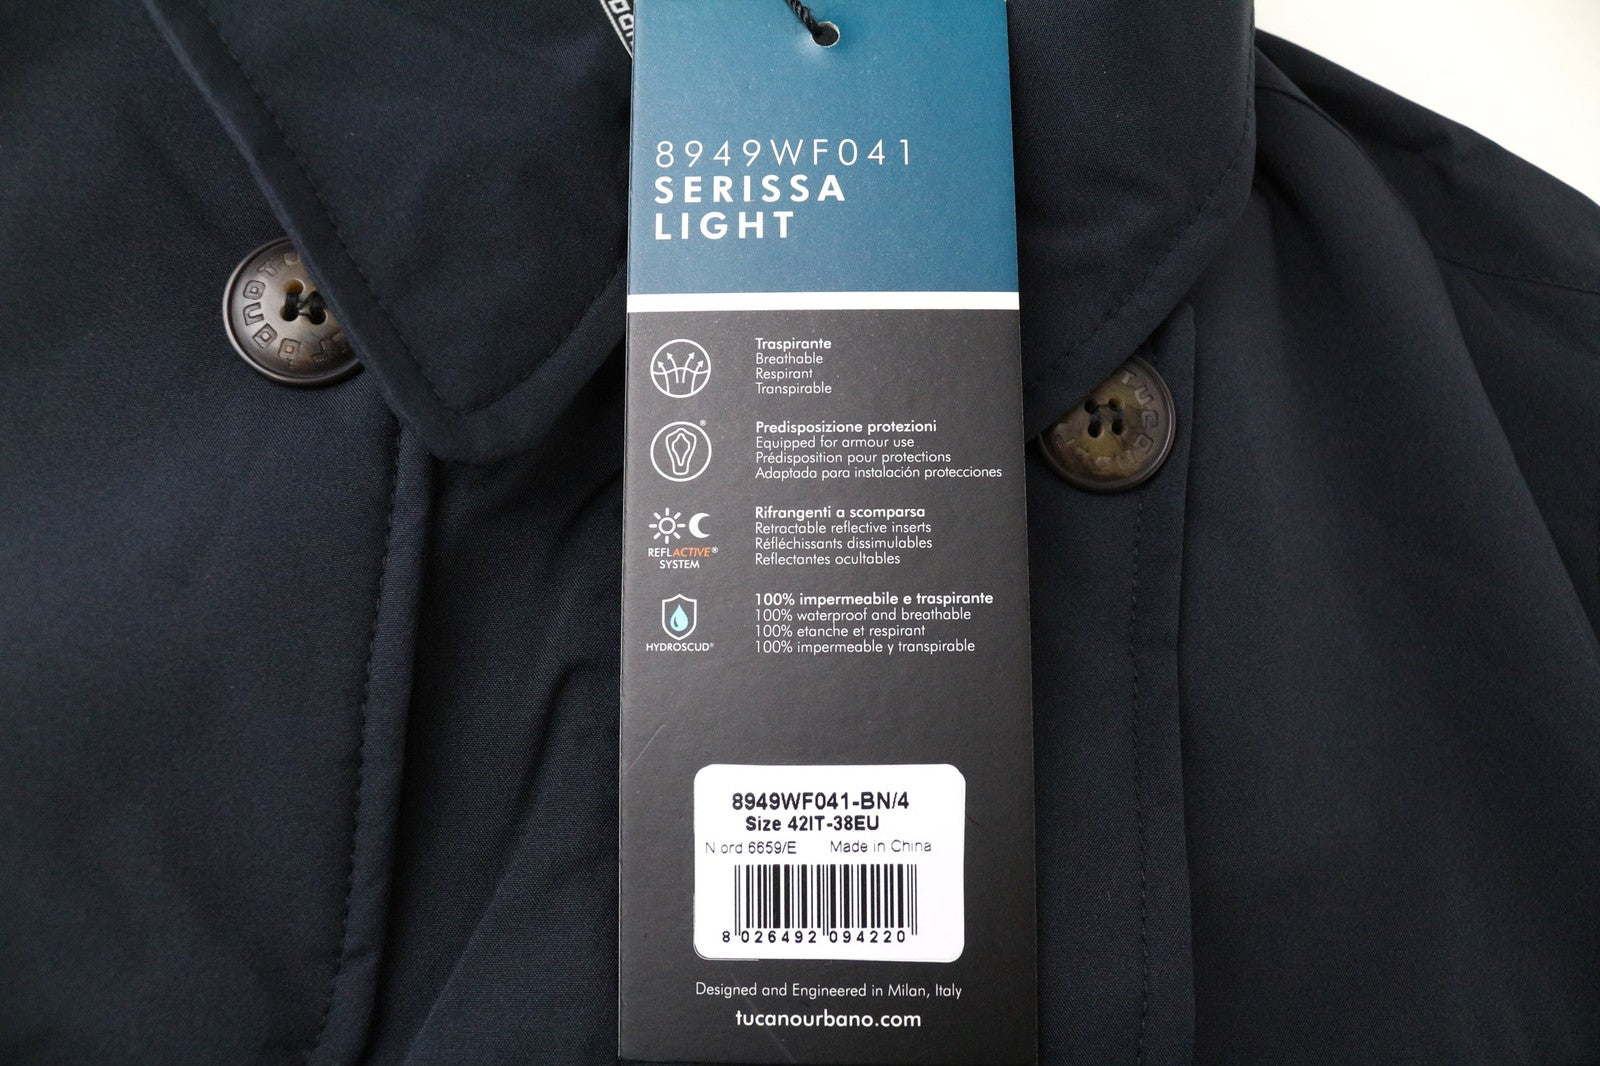 8949WF041
SERISSA
LIGHT
Traspirante
Breathable
Respirant
Transpirable
Predisposizione protezioni
Equipped for armour use
Prédisposition pour protections
Adaptada para instalación protecciones
®
Rifrangenti a scomparsa
Retractable reflective inserts
Réfléchissants dissimulables
Reflectantes ocultables
REFLACTIVE®
SYSTEM
100% impermeabile e traspirante
100% waterproof and breathable
100% etanche et respirant
100% impermeable y transpirable
HYDROSCUD®
8949WF041-BN/4
Size 42IT-38EU
N ord 6659/E Made in China
8 026492 094220
Designed and Engineered in Milan, Italy
tucanourbano.com